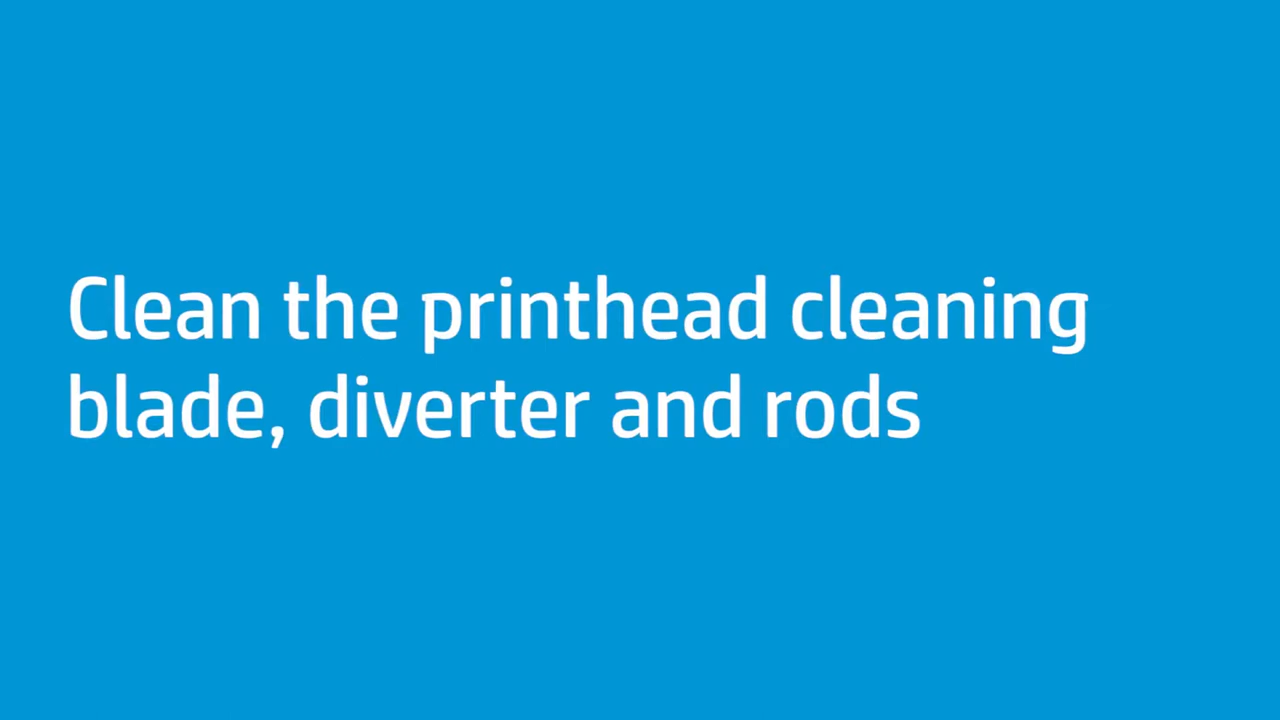 Clean the printhead cleaning
blade, diverter and rods